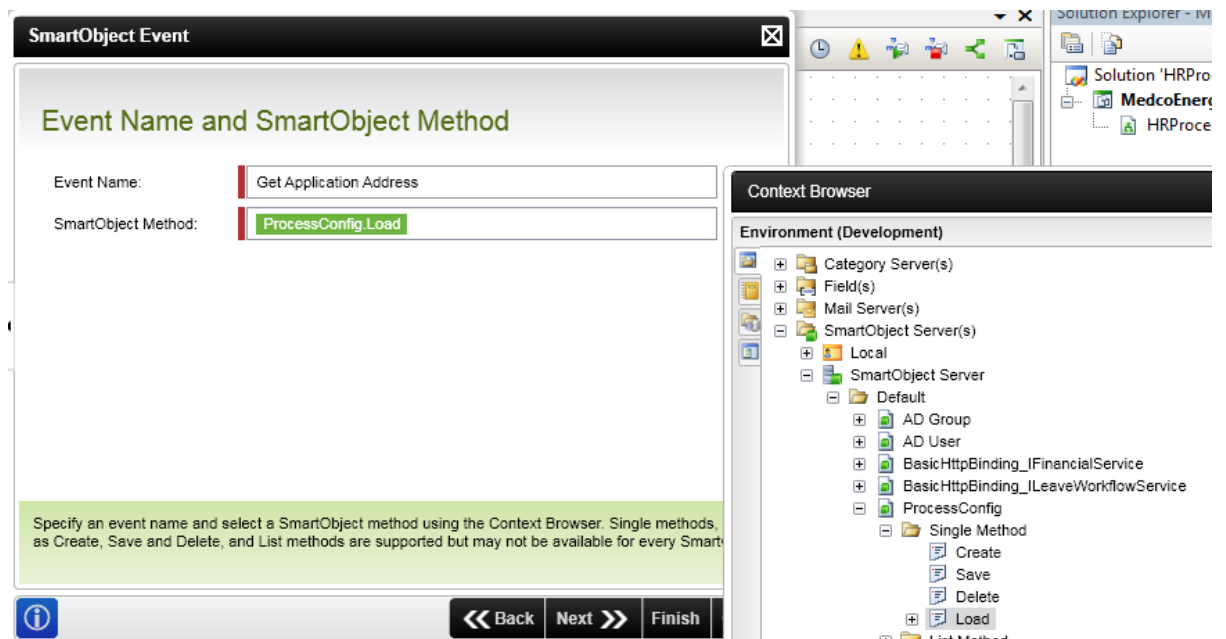 SmartObject Event
Event Name and SmartObject Method
Event Name:
Get Application Address
SmartObject Method:
ProcessConfig.Load
Specify an event name and select a SmartObject method using the Context Browser. Single methods,
as Create, Save and Delete, and List methods are supported but may not be available for every
Back
Next
Finish
Solution Explorer -
Solution 'HRPro
MedcoEnerg
HRProce
Context Browser
Environment (Development)
Category Server(s)
Field(s)
Mail Server(s)
SmartObject Server(s)
Local
SmartObject Server
Default
AD Group
AD User
BasicHttpBinding_IFinancialService
BasicHttpBinding_ILeaveWorkflowService
ProcessConfig
Single Method
Create
Save
Delete
Load
List Method